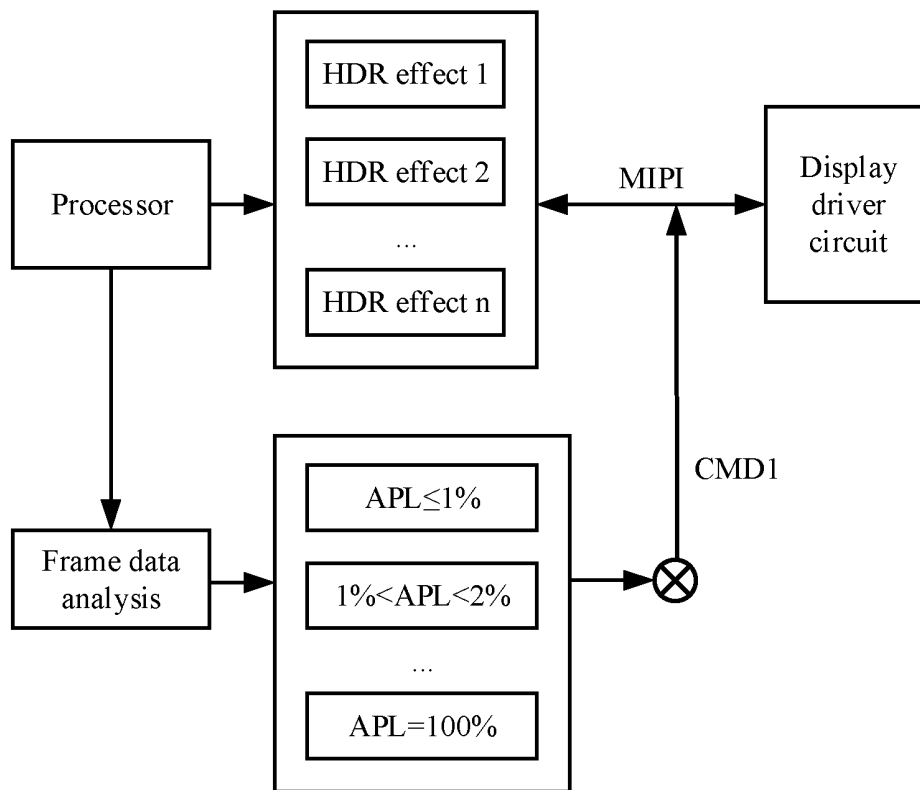 HDR effect 1
HDR effect 2
...
HDR effect n
Processor
MIPI
Display
driver
circuit
Frame data
analysis
APL≤1%
1%<APL<2%
...
APL=100%
CMD1